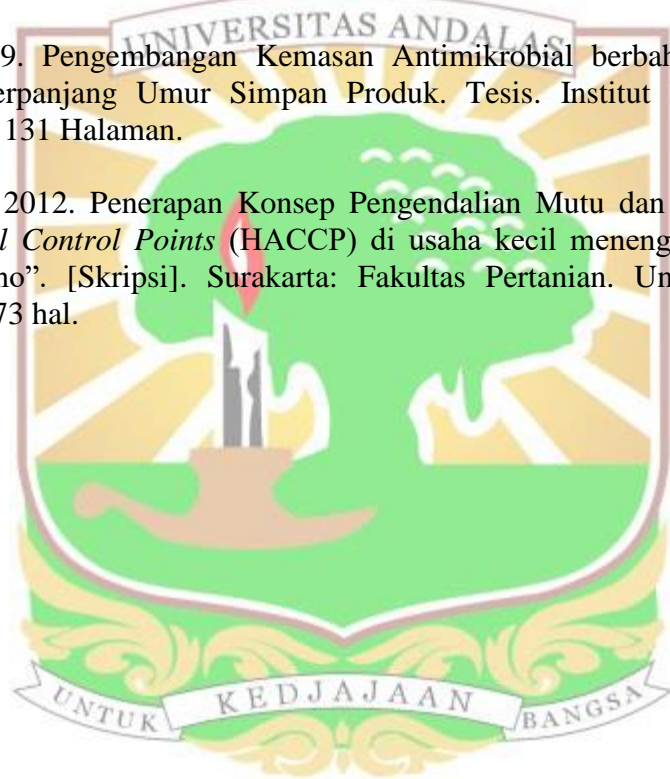 UNIVERSITAS ANDALAS
9. Pengembangan Kemasan Antimikrobial
erpanjang Umur Simpan Produk. Tesis. Institut
131 Halaman.
2012. Penerapan Konsep Pengendalian Mutu dan
l Control Points (HACCP) di usaha kecil meneng
no”. [Skripsi]. Surakarta: Fakultas Pertanian. Un
73 hal.
UNTUK KEDJAJAAN BANGSA